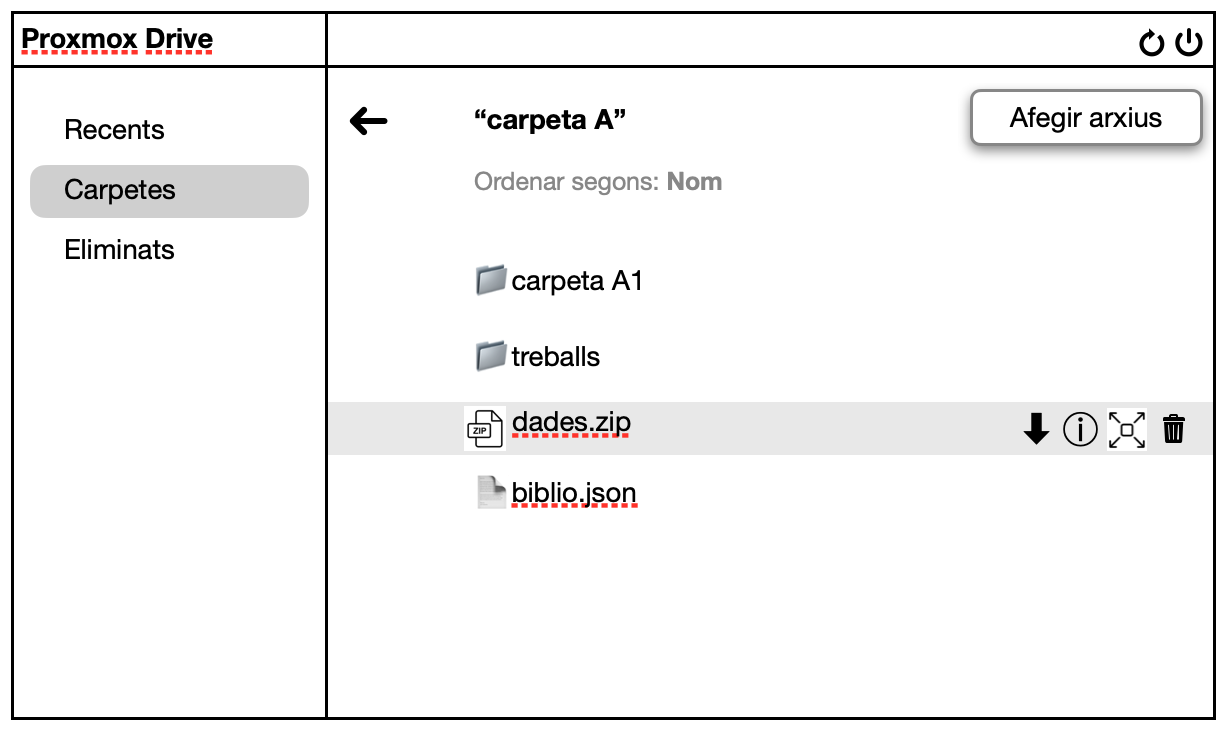 Proxmox Drive
Recents
Carpetes
Eliminats
“carpeta A”
Afegir arxius
Ordenar segons: Nom
carpeta A1
treballs
ZIP
dades.zip
biblio.json